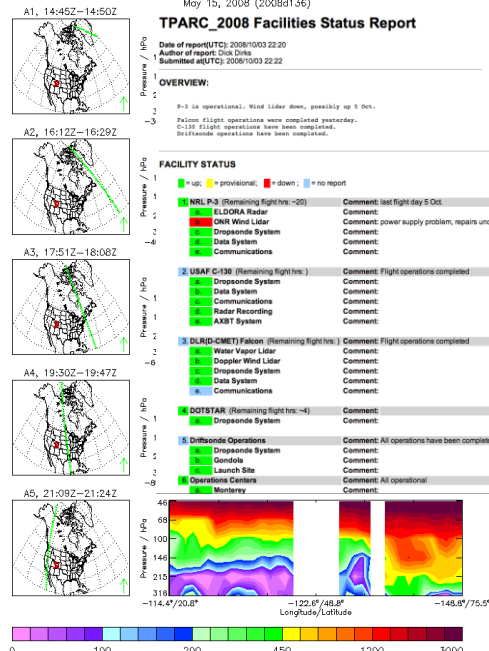 May 15, 2008 (2008d136)
A1, 14:45Z−14:50Z
A2, 16:12Z−16:29Z
A3, 17:51Z−18:08Z
A4, 19:30Z−19:47Z
A5, 21:09Z−21:24Z
Pressure / hPa
Pressure / hPa
Pressure / hPa
Pressure / hPa
TPARC_2008 Facilities Status Report
Date of report(UTC): 2008/10/03 22:20
Author of report: Dick Dirks
Submitted at(UTC): 2008/10/03 22:22
OVERVIEW:
P-3 is operational. Wind lidar down, possibly up 5 Oct.
Falcon flight operations were completed yesterday.
C-130 flight operations have been completed.
Driftsonde operations have been completed.
FACILITY STATUS
= up; = provisional; = down ; = no report
1. NRL P-3 (Remaining flight hrs: ~20) Comment: last flight day 5 Oct.
a. ELDORA Radar Comment:
b. ONR Wind Lidar Comment: power supply problem, repairs und
c. Dropsonde System Comment:
d. Data System Comment:
e. Communications Comment:
2. USAF C-130 (Remaining flight hrs: ) Comment: Flight operations completed
a. Dropsonde System Comment:
b. Data System Comment:
c. Communications Comment:
d. Radar Recording Comment:
e. AXBT System Comment:
3. DLR(D-CMET) Falcon (Remaining flight hrs: ) Comment: Flight operations completed
a. Water Vapor Lidar Comment:
b. Doppler Wind Lidar Comment:
c. Dropsonde System Comment:
d. Data System Comment:
e. Communications Comment:
4. DOTSTAR (Remaining flight hrs: ~4) Comment:
a. Dropsonde System Comment:
5. Driftsonde Operations Comment: All operations have been complete
a. Dropsonde System Comment:
b. Gondola Comment:
c. Launch Site Comment:
6. Operations Centers Comment: All operational
a. Monterey Comment:
Pressure / hPa
46
68
100
146
215
316
−114.4°/20.8° −122.6°/48.8° −148.8°/75.5°
Longitude/Latitude
0 100 200 450 1200 3000